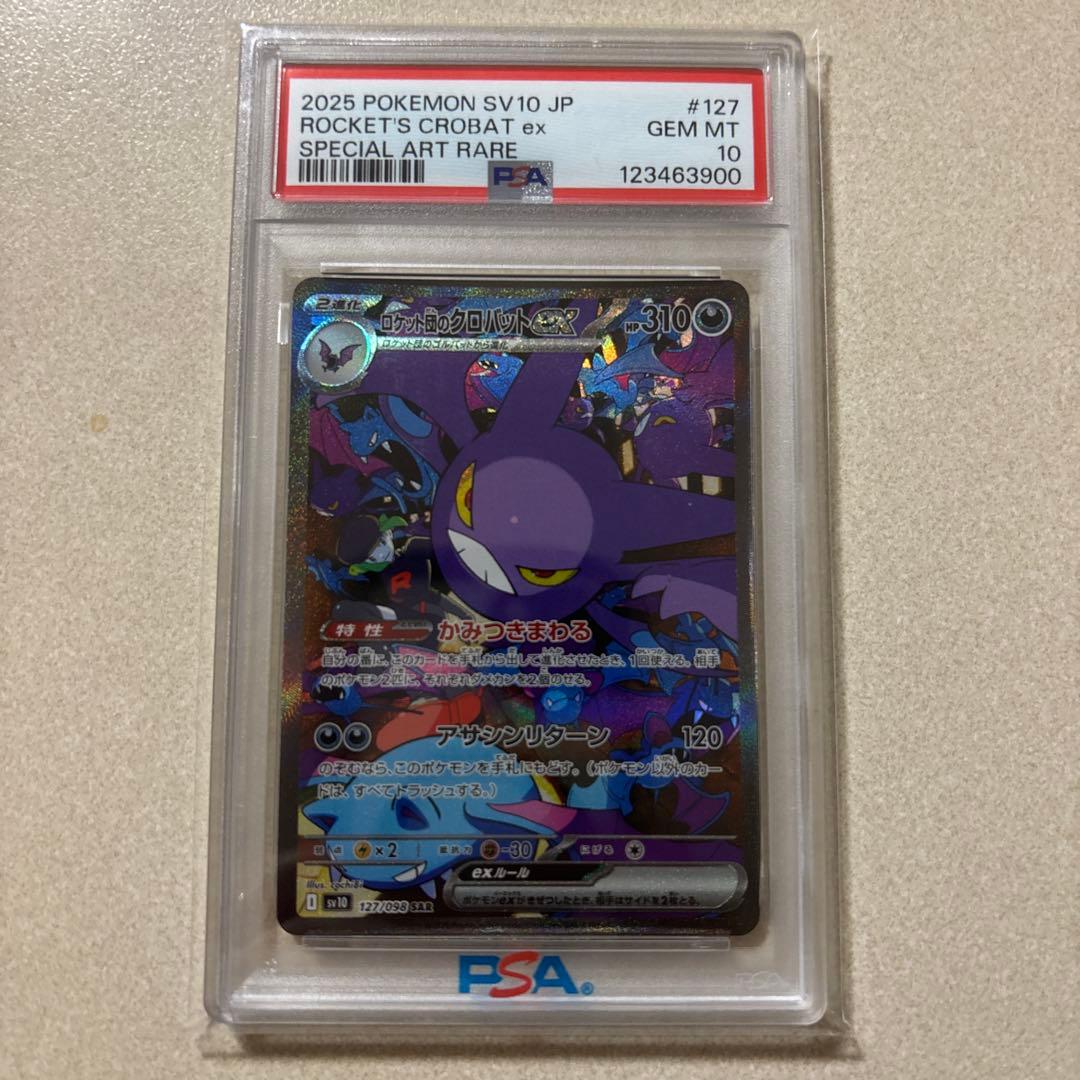 2025 POKEMON SV10 JP #127
ROCKET'S CROBAT ex GEM MT
SPECIAL ART RARE 10
PSA 123463900
2進化 ロケット団のクロバットex HP310
ロケット団のゴルバットから進化
R
特性 かみつきまわる
自分の番に、このカードを手札から出して進化させたとき、1回使える。相手
のポケモン2匹に、それぞれダメカンを2個のせる。
アサシンリターン 120
のぞむなら、このポケモンを手札にもどす。(ポケモン以外のカー
ドは、すべてトラッシュする。)
弱点 ×2 抵抗力 -30 にげる
exルール
ポケモンexがきぜつしたとき、相手はサイドを2枚とる。
Illus. cochi8i
I sv10 127/098 SAR
PSA®
PSA